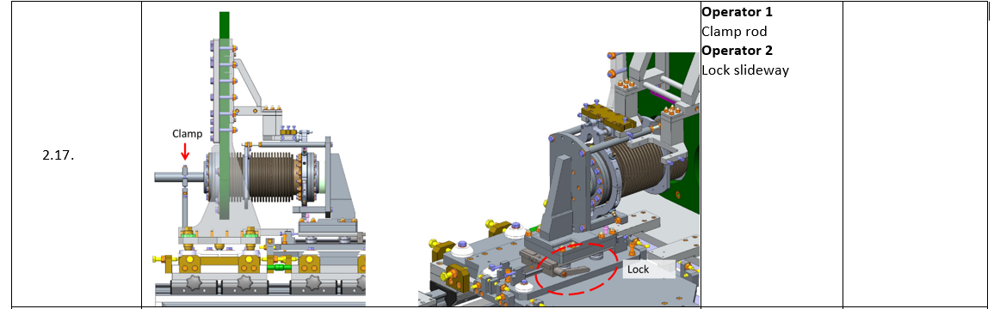 2.17.
Clamp
Lock
Operator 1
Clamp rod
Operator 2
Lock slideway